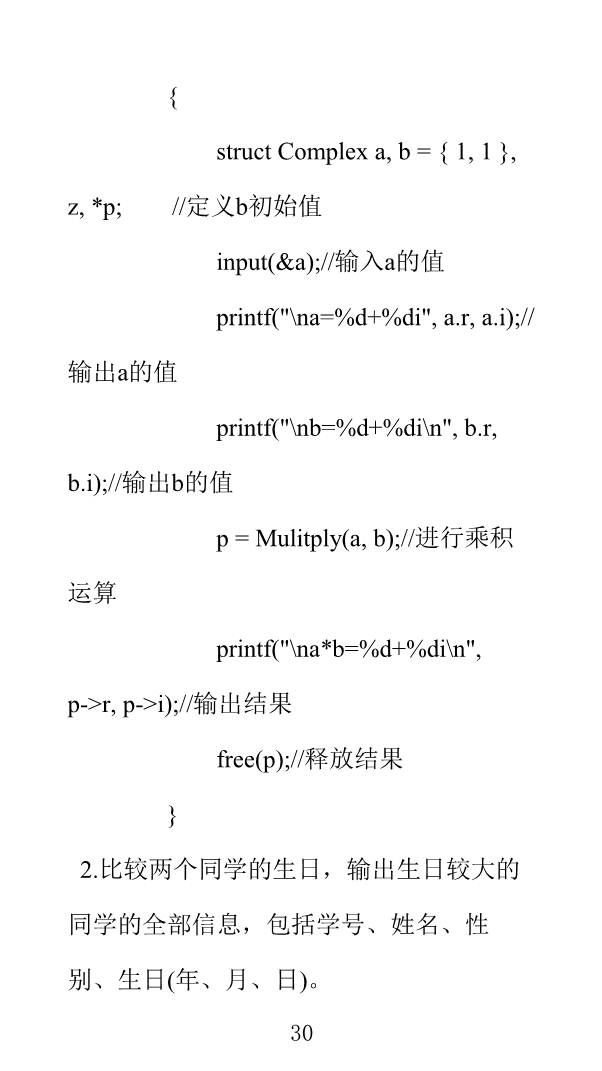 {
struct Complex a, b = { 1, 1 },
z, *p; //定义b初始值
input(&a);//输入a的值
printf("\na=%d+%di", a.r, a.i);//
输出a的值
printf("\nb=%d+%di\n", b.r,
b.i);//输出b的值
p = Mulitply(a, b);//进行乘积
运算
printf("\na*b=%d+%di\n",
p->r, p->i);//输出结果
free(p);//释放结果
}
2.比较两个同学的生日，输出生日较大的
同学的全部信息，包括学号、姓名、性
别、生日(年、月、日)。
30